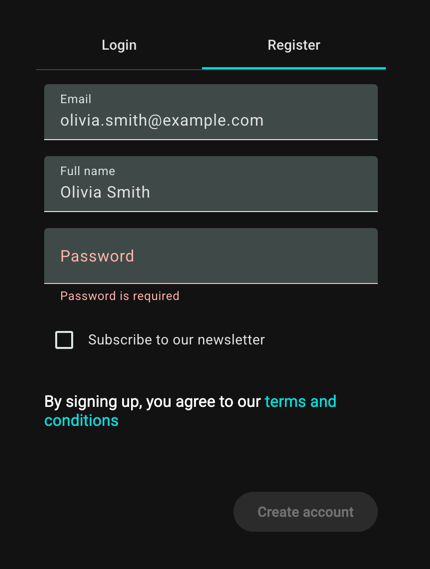 Login
Register
Email
olivia.smith@example.com
Full name
Olivia Smith
Password
Password is required
Subscribe to our newsletter
By signing up, you agree to our terms and
conditions
Create account